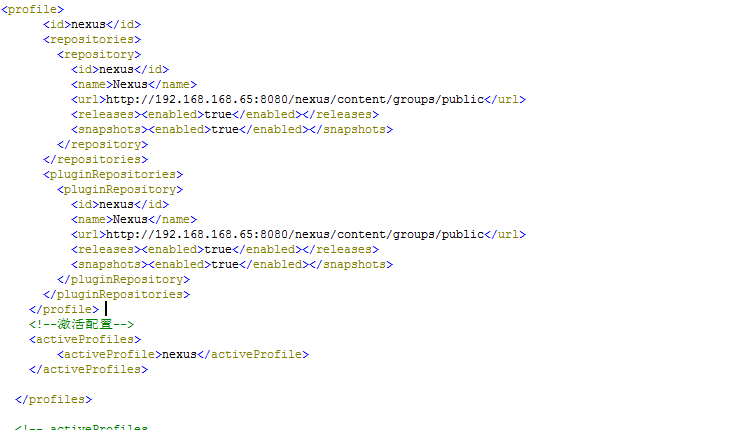 <profile>
<id>nexus</id>
<repositories>
<repository>
<id>nexus</id>
<name>Nexus</name>
<url>http://192.168.168.65:8080/nexus/content/groups/public</url>
<releases><enabled>true</enabled></releases>
<snapshots><enabled>true</enabled></snapshots>
</repository>
</repositories>
<pluginRepositories>
<pluginRepository>
<id>nexus</id>
<name>Nexus</name>
<url>http://192.168.168.65:8080/nexus/content/groups/public</url>
<releases><enabled>true</enabled></releases>
<snapshots><enabled>true</enabled></snapshots>
</pluginRepository>
</pluginRepositories>
</profile>
<!--激活配置-->
<activeProfiles>
<activeProfile>nexus</activeProfile>
</activeProfiles>
</profiles>
<!-- activeProfiles